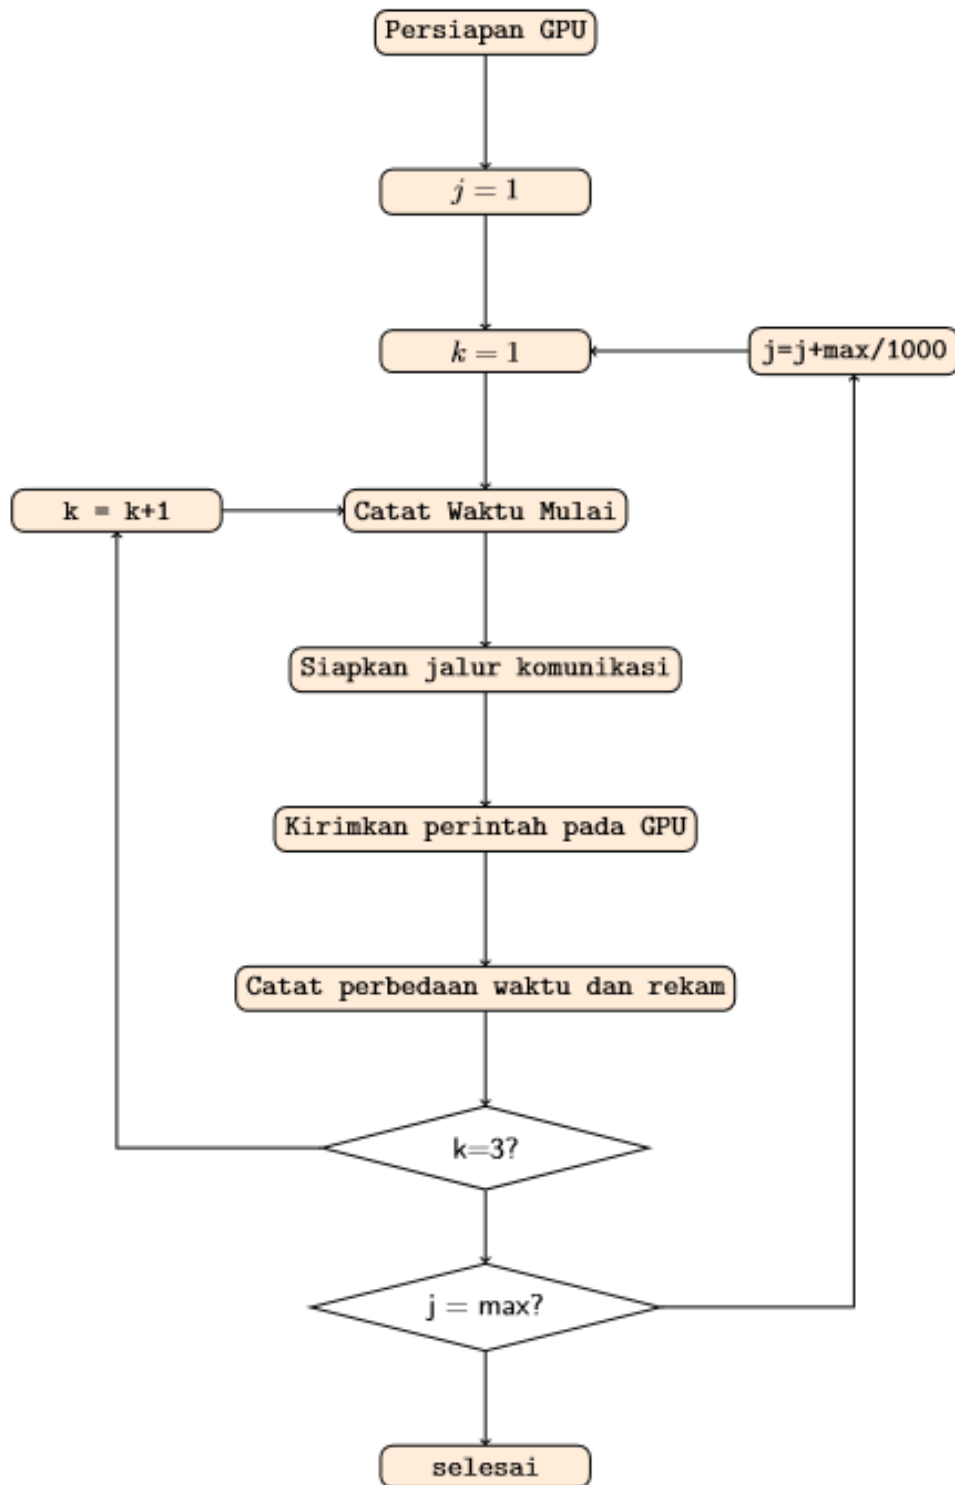 Persiapan GPU
j = 1
k = 1
j=j+max/1000
k = k+1
Catat Waktu Mulai
Siapkan jalur komunikasi
Kirimkan perintah pada GPU
Catat perbedaan waktu dan rekam
k=3?
j = max?
selesai